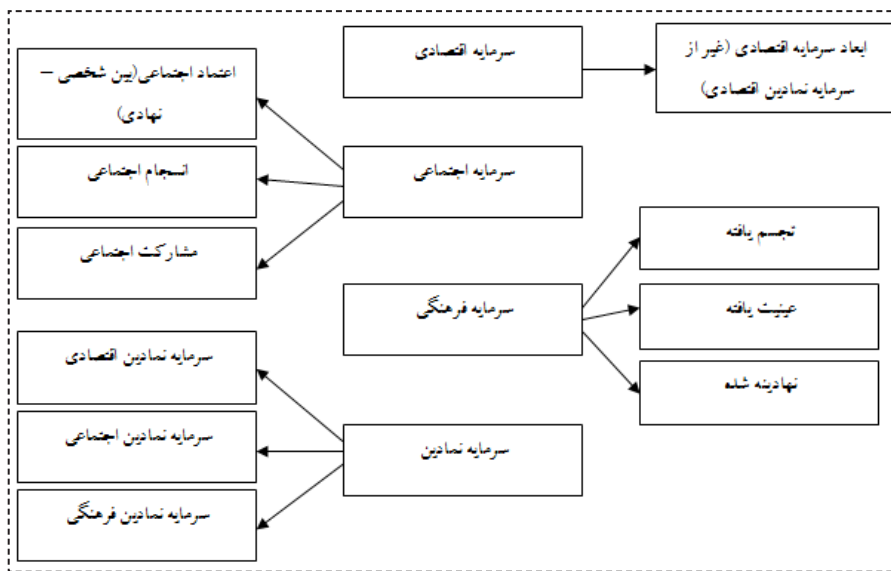 ابعاد سرمایه اقتصادی (غیر از
سرمایه نمادین اقتصادی)
سرمایه اقتصادی
اعتماد اجتماعی(بین شخصی –
نهادی)
سرمایه اجتماعی
انسجام اجتماعی
مشارکت اجتماعی
تجسم یافته
سرمایه فرهنگی
عینیت یافته
نهادینه شده
سرمایه نمادین اقتصادی
سرمایه نمادین
سرمایه نمادین اجتماعی
سرمایه نمادین فرهنگی